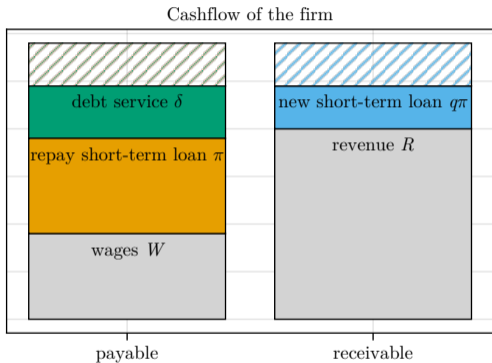 Cashflow of the firm
debt service δ
repay short-term loan π
wages W
new short-term loan qπ
revenue R
payable
receivable